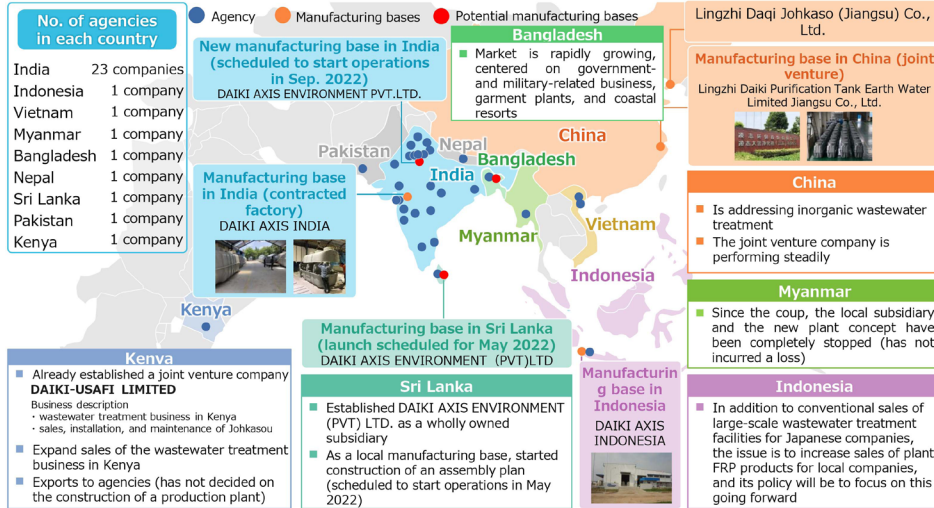 No. of agencies
in each country
India 23 companies
Indonesia 1 company
Vietnam 1 company
Myanmar 1 company
Bangladesh 1 company
Nepal 1 company
Sri Lanka 1 company
Pakistan 1 company
Kenya 1 company
Agency
Manufacturing bases
Potential manufacturing bases
New manufacturing base in India
(scheduled to start operations
in Sep. 2022)
DAIKI AXIS ENVIRONMENT PVT.LTD.
Bangladesh
Market is rapidly growing,
centered on government-
and military-related business,
garment plants, and coastal
resorts
Lingzhi Daqi Johkaso (Jiangsu) Co.,
Ltd.
Manufacturing base in China (joint
venture)
Lingzhi Daiki Purification Tank Earth Water
Limited Jiangsu Co., Ltd.
China
Pakistan
Nepal
Bangladesh
India
Myanmar
Vietnam
Indonesia
Kenya
Manufacturing base
in India (contracted
factory)
DAIKI AXIS INDIA
China
Is addressing inorganic wastewater
treatment
The joint venture company is
performing steadily
Myanmar
Since the coup, the local subsidiary
and the new plant concept have
been completely stopped (has not
incurred a loss)
Manufacturing base in Sri Lanka
(launch scheduled for May 2022)
DAIKI AXIS ENVIRONMENT (PVT)LTD
Kenya
Already established a joint venture company
DAIKI-USAFI LIMITED
Business description
・wastewater treatment business in Kenya
・sales, installation, and maintenance of Johkasou
Expand sales of the wastewater treatment
business in Kenya
Exports to agencies (has not decided on
the construction of a production plant)
Sri Lanka
Established DAIKI AXIS ENVIRONMENT
(PVT) LTD. as a wholly owned
subsidiary
As a local manufacturing base, started
construction of an assembly plan
(scheduled to start operations in May
2022)
Manufacturin
g base in
Indonesia
DAIKI AXIS
INDONESIA
Indonesia
In addition to conventional sales of
large-scale wastewater treatment
facilities for Japanese companies,
the issue is to increase sales of plant
FRP products for local companies,
and its policy will be to focus on this
going forward